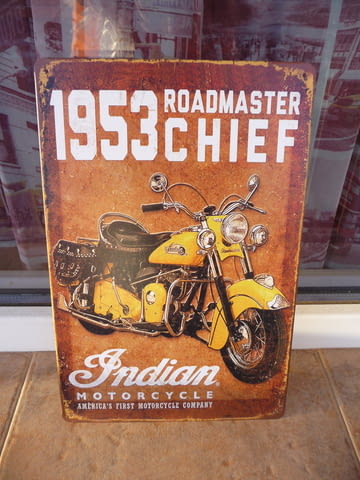 1953 ROADMASTER
CHIEF
Indian
MOTORCYCLE
AMERICA'S FIRST MOTORCYCLE COMPANY